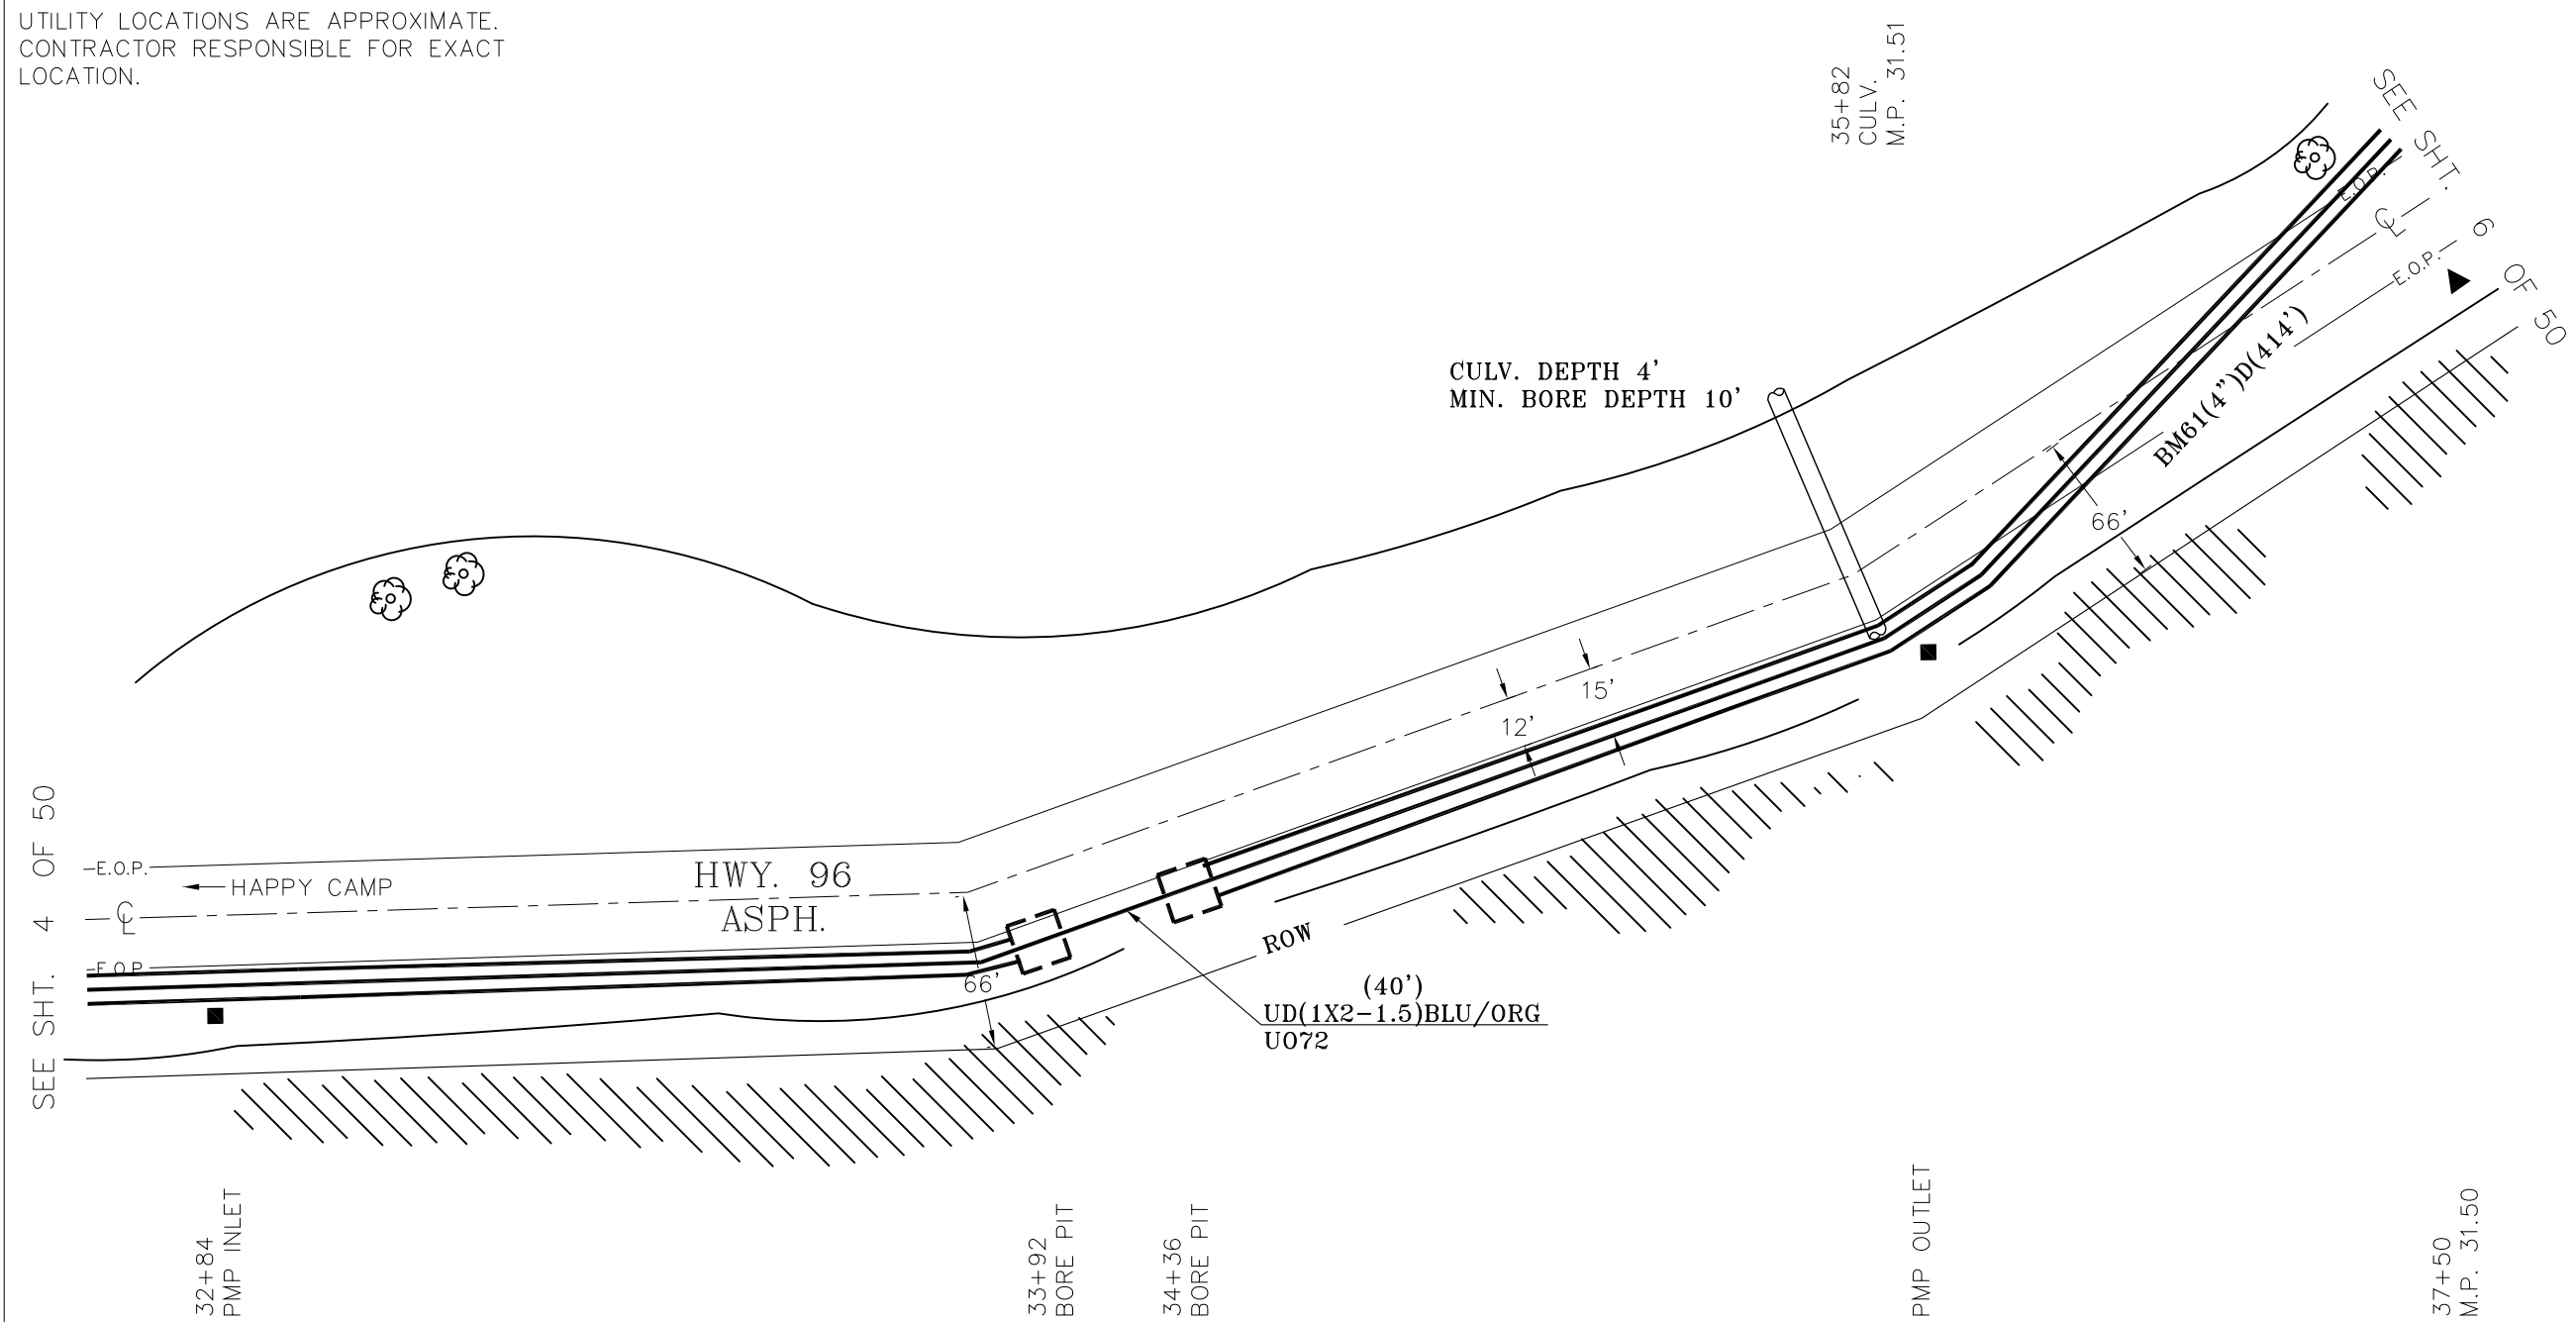 UTILITY LOCATIONS ARE APPROXIMATE.
CONTRACTOR RESPONSIBLE FOR EXACT
LOCATION.
35+82
CULV.
M.P. 31.51
SEE SHT. 6 OF 50
E.O.P.
℄
E.O.P.
BM61(4")D(414')
CULV. DEPTH 4'
MIN. BORE DEPTH 10'
66'
15'
12'
SEE SHT. 4 OF 50
E.O.P.
HAPPY CAMP
HWY. 96
℄
ASPH.
E.O.P.
66'
ROW
(40')
UD(1X2-1.5)BLU/ORG
U072
32+84
PMP INLET
33+92
BORE PIT
34+36
BORE PIT
PMP OUTLET
37+50
M.P. 31.50